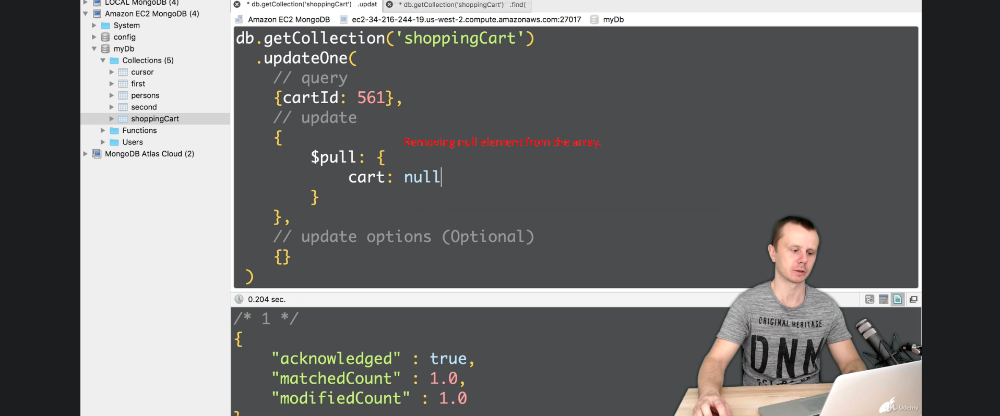 LOCAL MongoDB (4)
Amazon EC2 MongoDB (4)
System
config
myDb
Collections (5)
cursor
first
persons
second
shoppingCart
Functions
Users
MongoDB Atlas Cloud (2)
* db.getCollection('shoppingCart') .updat
* db.getCollection('shoppingCart') .find(
Amazon EC2 MongoDB ec2-34-216-244-19.us-west-2.compute.amazonaws.com:27017 myDb
db.getCollection('shoppingCart')
.updateOne(
// query
{cartId: 561},
// update
{
Removing null element from the array.
$pull: {
cart: null
}
},
// update options (Optional)
{}
)
0.204 sec.
/* 1 */
{
"acknowledged" : true,
"matchedCount" : 1.0,
"modifiedCount" : 1.0
}
ORIGINAL HERITAGE
DNM
Udemy